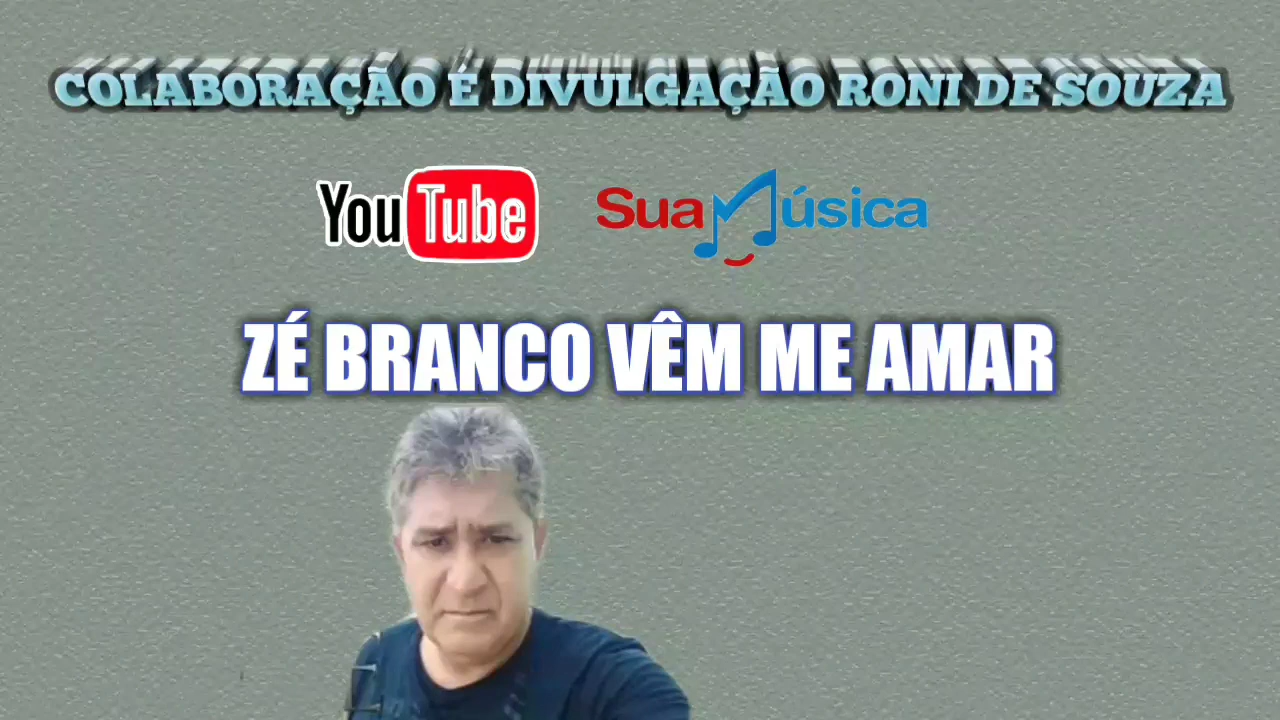 COLABORAÇÃO É DIVULGAÇÃO RONI DE SOUZA
YouTube SuaMúsica
ZÉ BRANCO VÊM ME AMAR